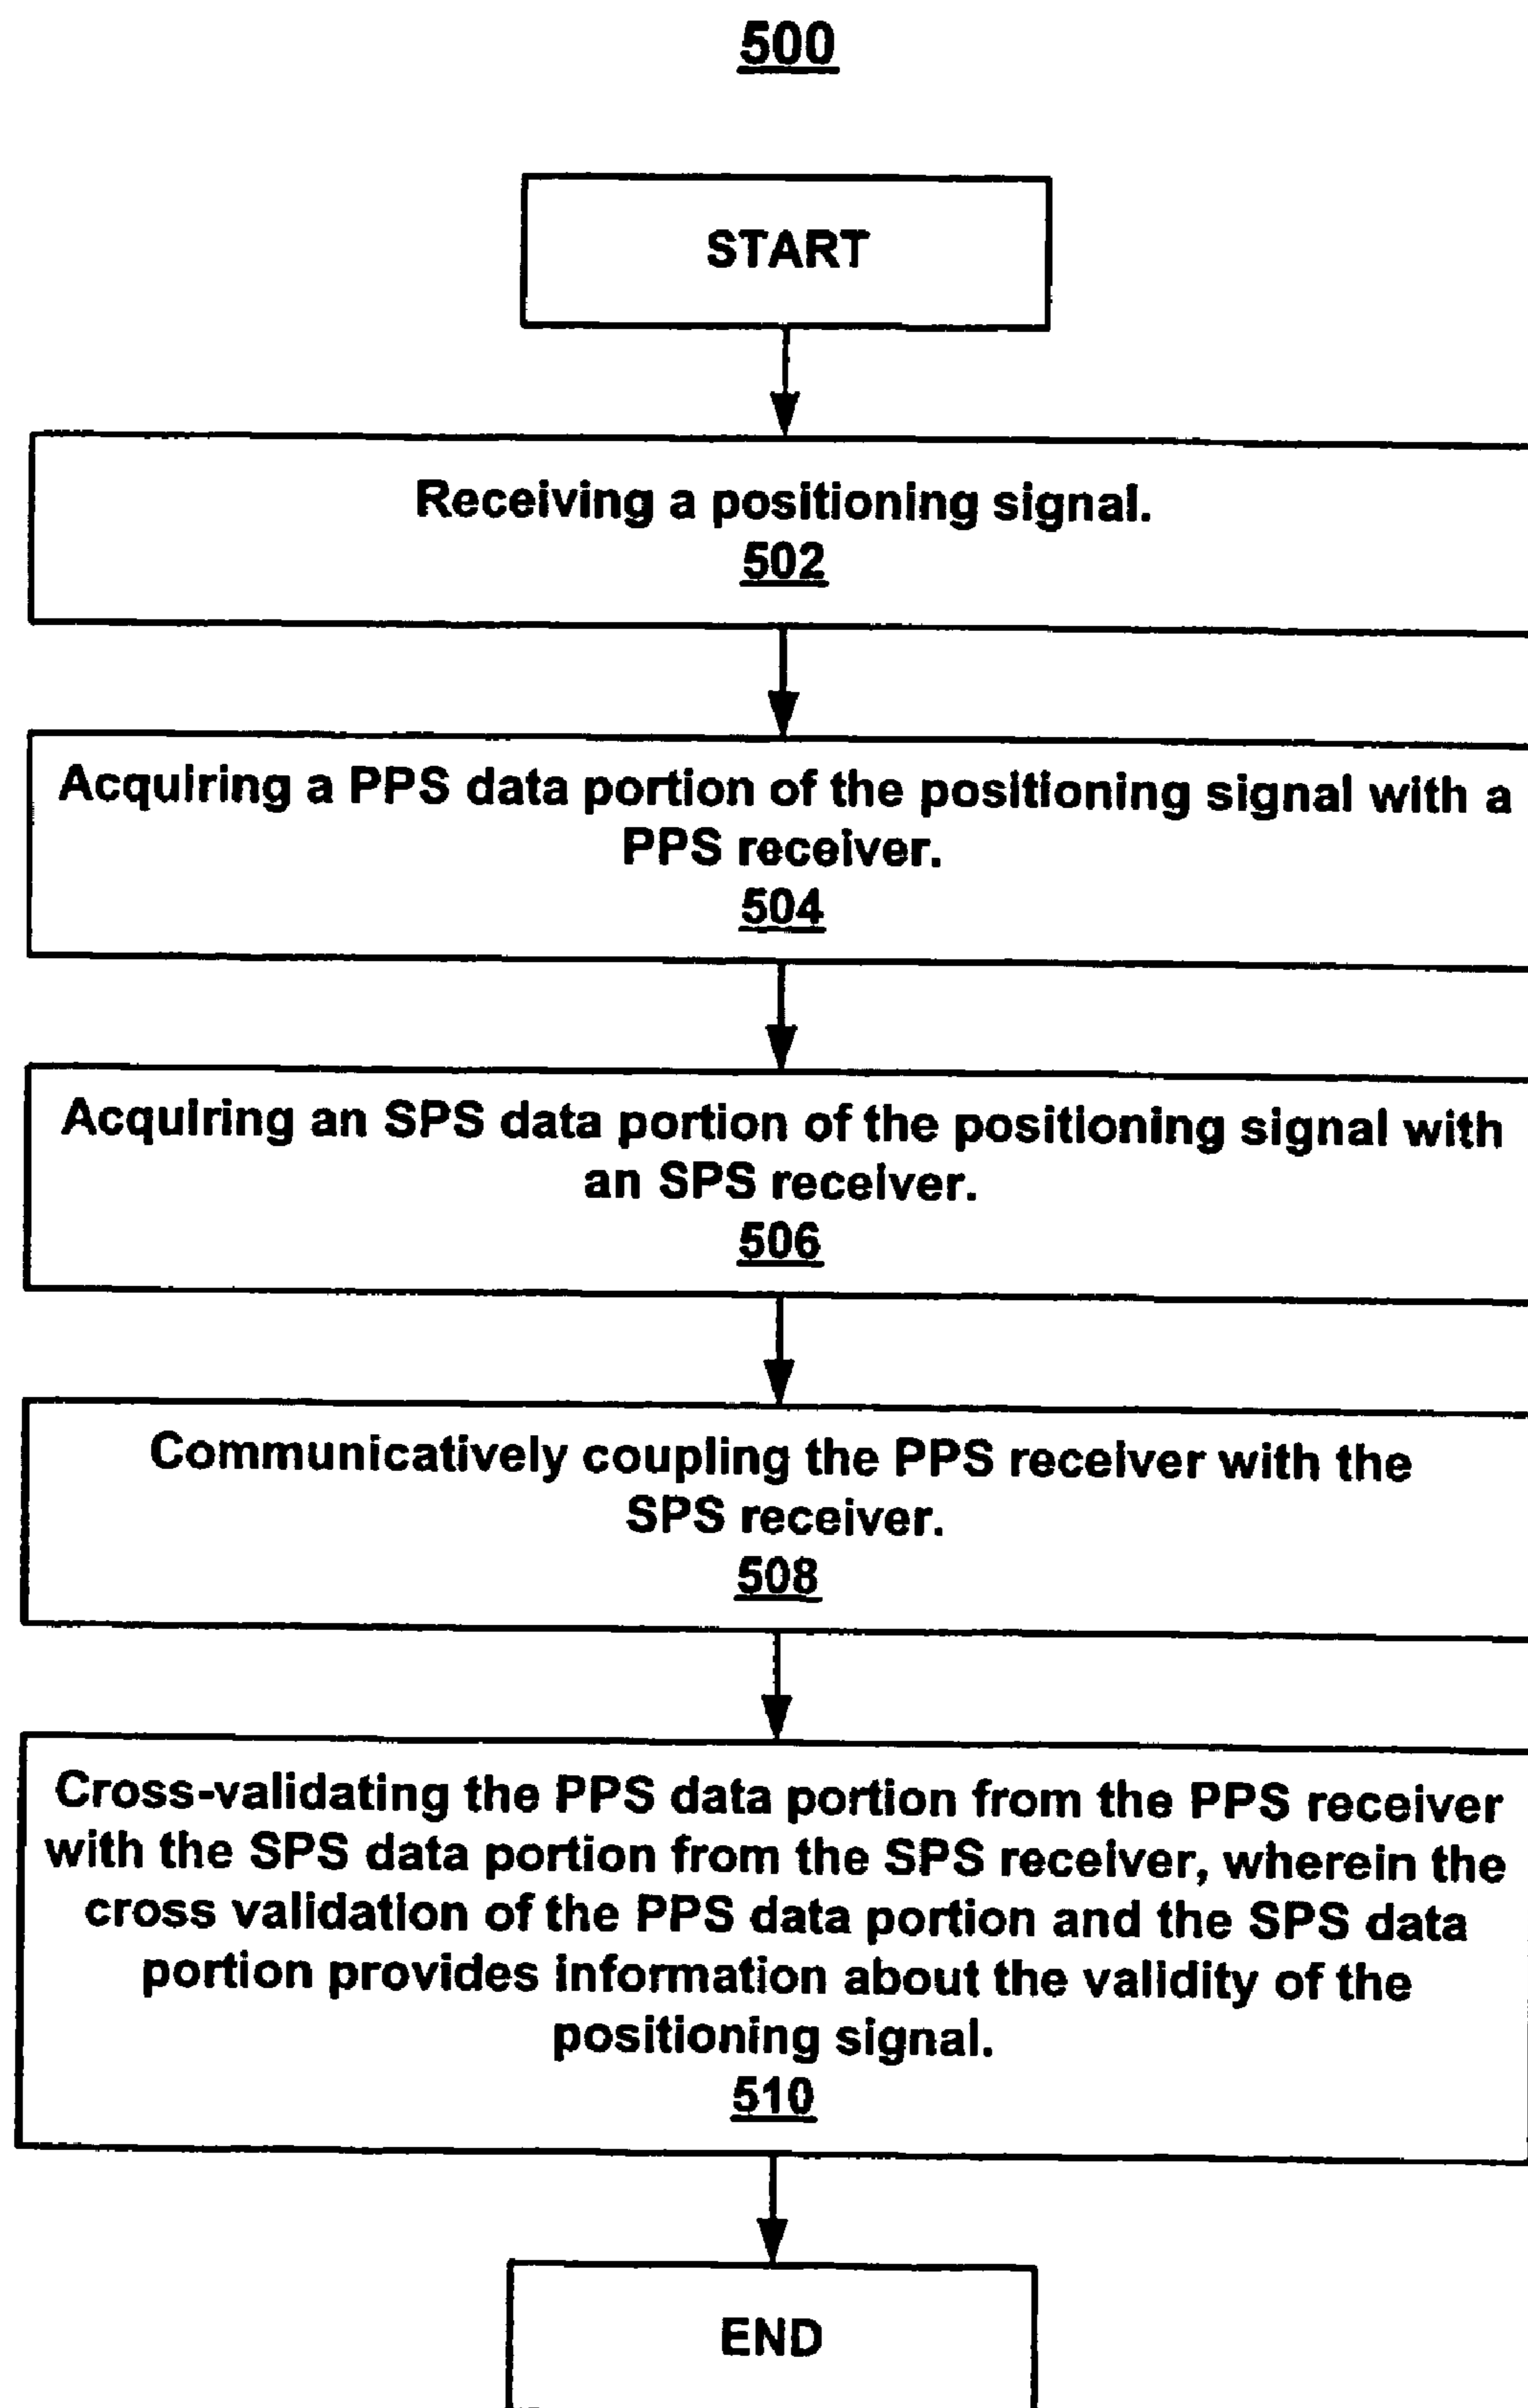 500
START
Receiving a positioning signal.
502
Acquiring a PPS data portion of the positioning signal with a
PPS receiver.
504
Acquiring an SPS data portion of the positioning signal with
an SPS receiver.
506
Communicatively coupling the PPS receiver with the
SPS receiver.
508
Cross-validating the PPS data portion from the PPS receiver
with the SPS data portion from the SPS receiver, wherein the
cross validation of the PPS data portion and the SPS data
portion provides information about the validity of the
positioning signal.
510
END